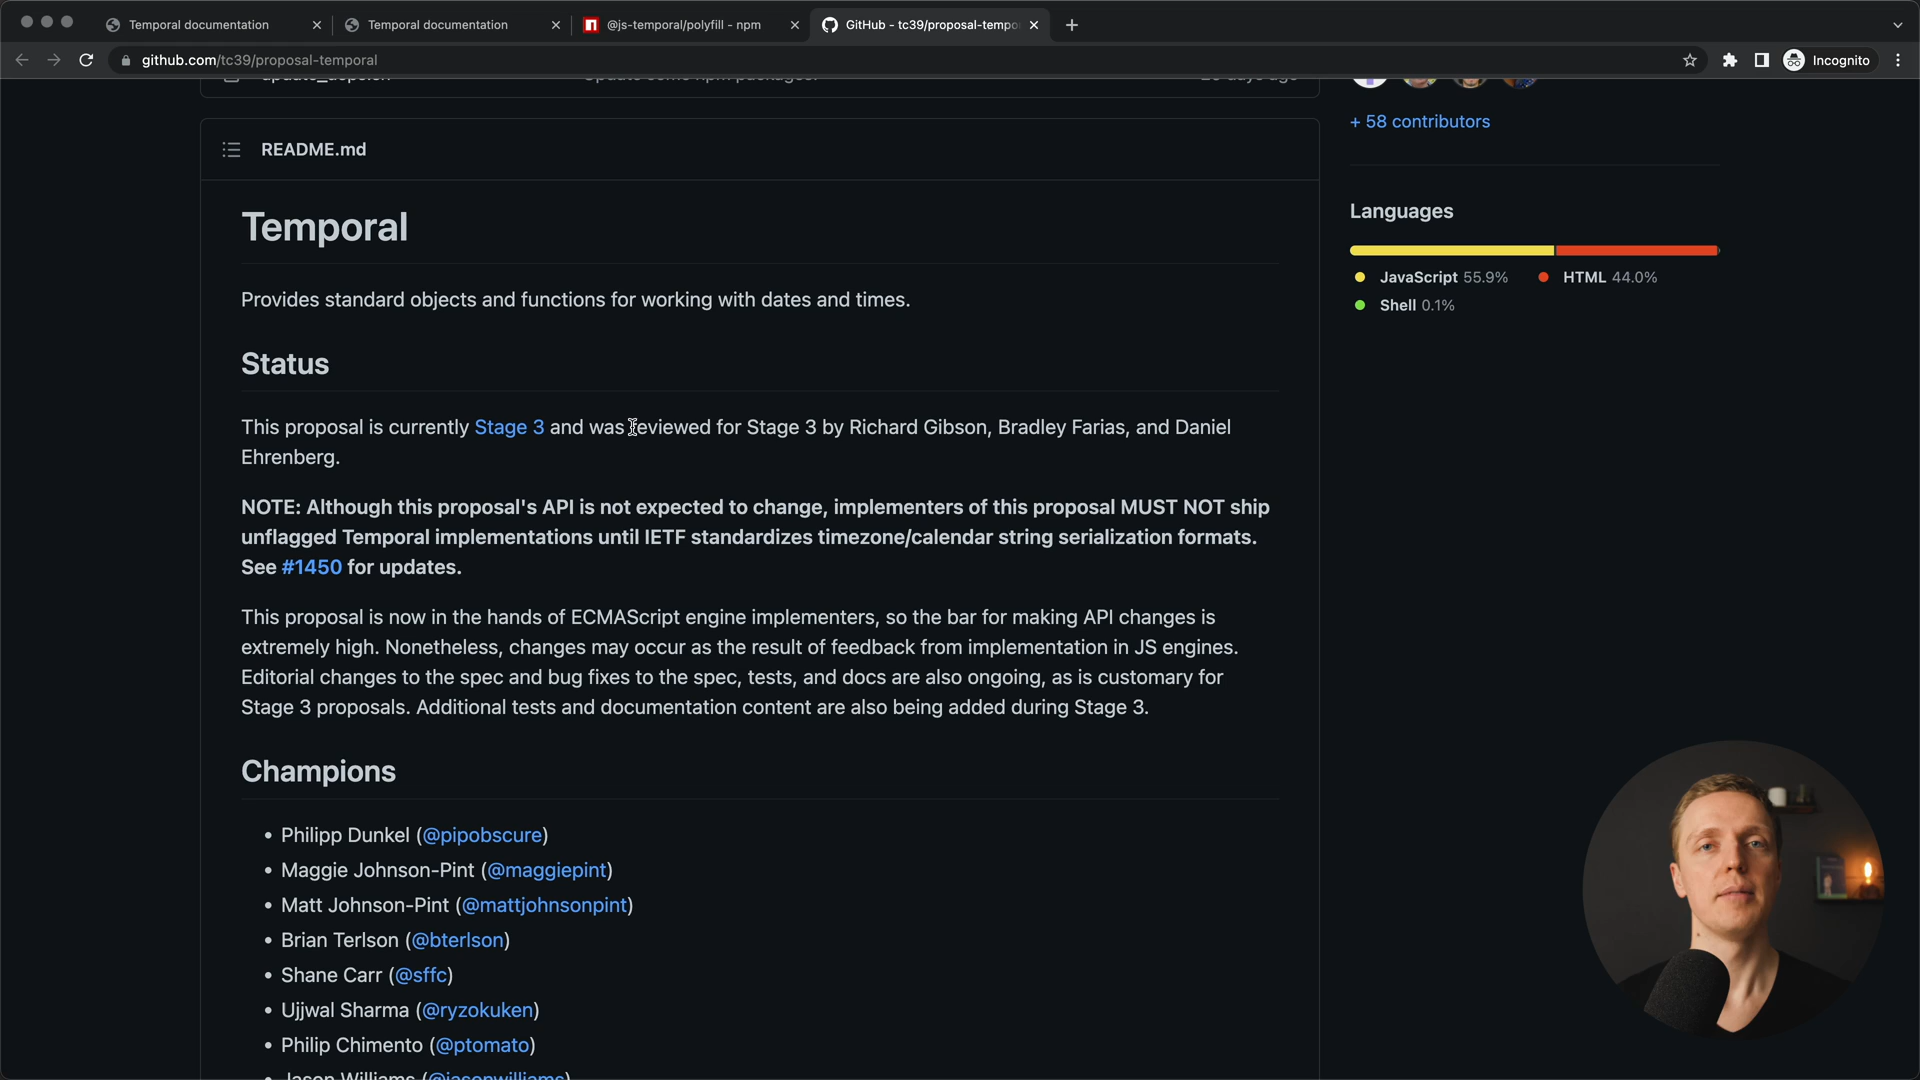 Temporal documentation
Temporal documentation
@js-temporal/polyfill - npm
GitHub - tc39/proposal-tempo
github.com/tc39/proposal-temporal
Incognito
+ 58 contributors
README.md
Temporal
Provides standard objects and functions for working with dates and times.
Status
This proposal is currently Stage 3 and was reviewed for Stage 3 by Richard Gibson, Bradley Farias, and Daniel
Ehrenberg.
NOTE: Although this proposal's API is not expected to change, implementers of this proposal MUST NOT ship
unflagged Temporal implementations until IETF standardizes timezone/calendar string serialization formats.
See #1450 for updates.
This proposal is now in the hands of ECMAScript engine implementers, so the bar for making API changes is
extremely high. Nonetheless, changes may occur as the result of feedback from implementation in JS engines.
Editorial changes to the spec and bug fixes to the spec, tests, and docs are also ongoing, as is customary for
Stage 3 proposals. Additional tests and documentation content are also being added during Stage 3.
Champions
• Philipp Dunkel (@pipobscure)
• Maggie Johnson-Pint (@maggiepint)
• Matt Johnson-Pint (@mattjohnsonpint)
• Brian Terlson (@bterlson)
• Shane Carr (@sffc)
• Ujjwal Sharma (@ryzokuken)
• Philip Chimento (@ptomato)
• Jason Williams (@jasonwilliams)
Languages
JavaScript 55.9%
HTML 44.0%
Shell 0.1%